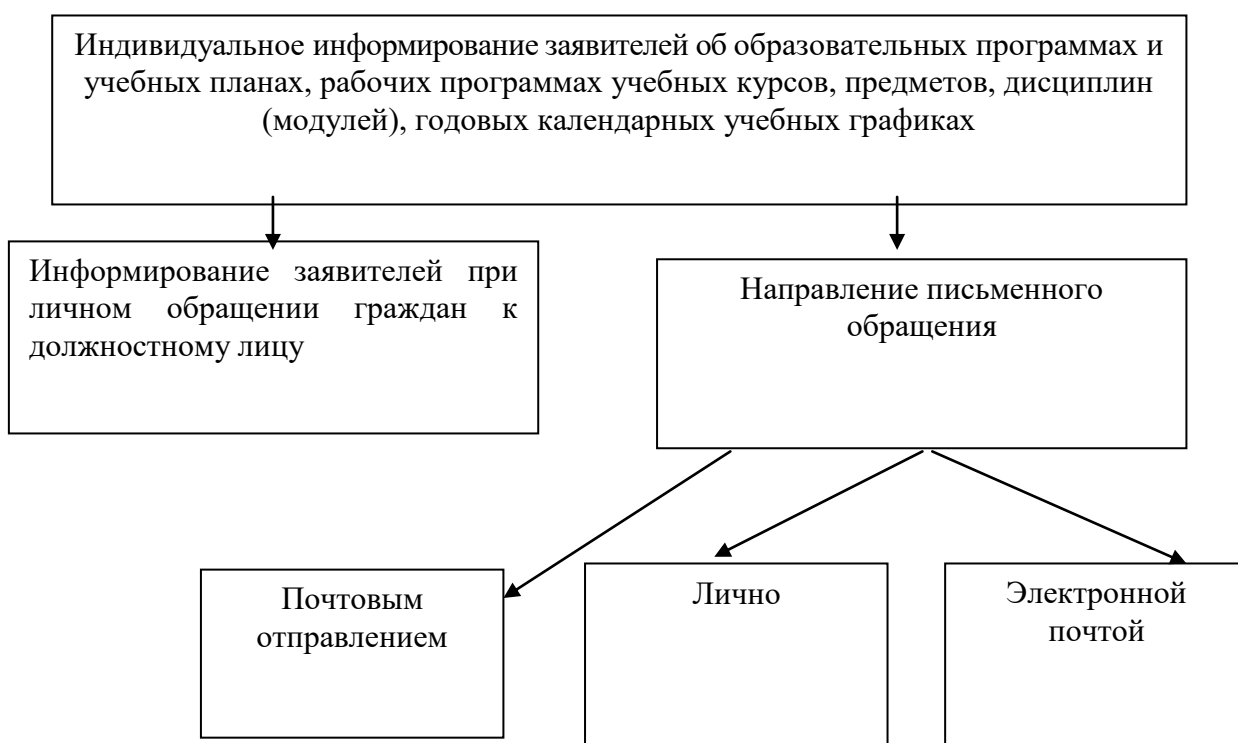 Индивидуальное информирование заявителей об образовательных программах и
учебных планах, рабочих программах учебных курсов, предметов, дисциплин
(модулей), годовых календарных учебных графиках
Информирование заявителей при
личном обращении граждан к
должностному лицу
Направление письменного
обращения
Почтовым
отправлением
Лично
Электронной
почтой